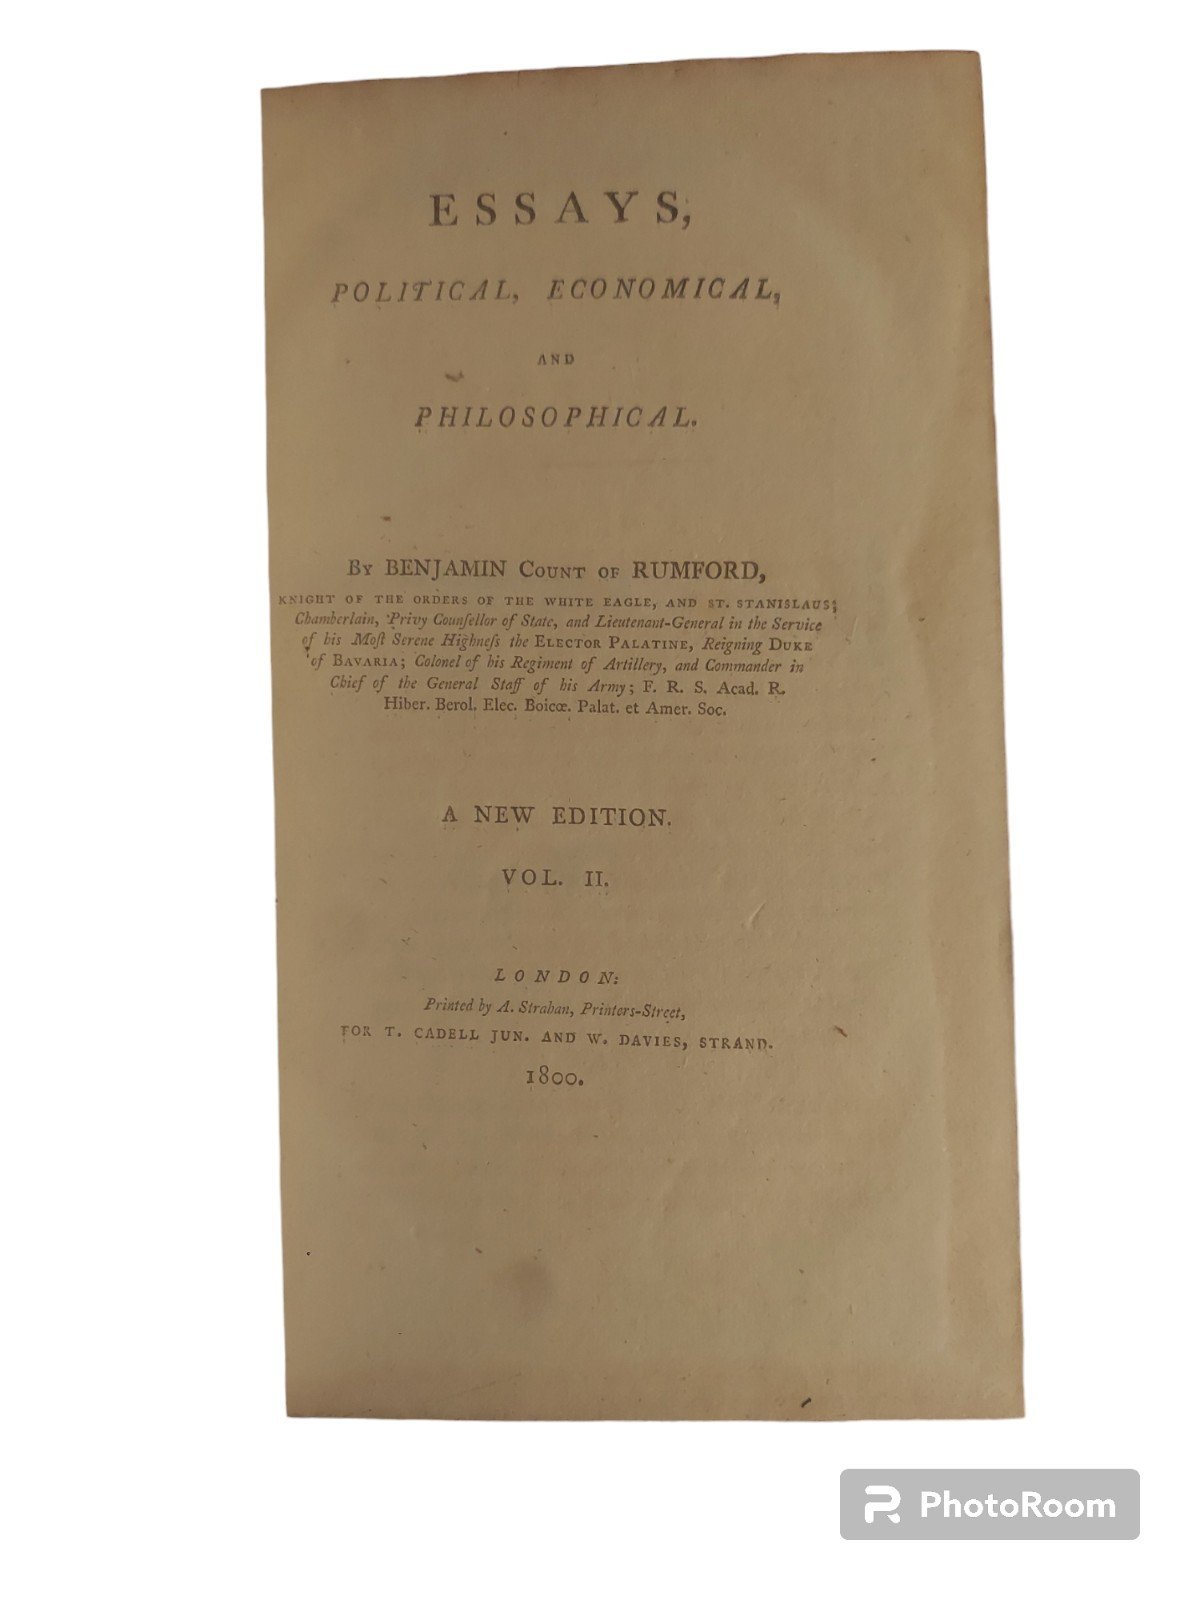 ESSAYS,
POLITICAL, ECONOMICAL,
AND
PHILOSOPHICAL.
By BENJAMIN Count of RUMFORD,
KNIGHT OF THE ORDERS OF THE WHITE EAGLE, AND ST. STANISLAUS;
Chamberlain, Privy Counſellor of State, and Lieutenant-General in the Service
of his Moſt Serene Highneſs the ELECTOR PALATINE, Reigning DUKE
of BAVARIA; Colonel of his Regiment of Artillery, and Commander in
Chief of the General Staff of his Army; F. R. S. Acad. R.
Hiber. Berol. Elec. Boicœ. Palat. et Amer. Soc.
A NEW EDITION.
VOL. II.
LONDON:
Printed by A. Strahan, Printers-Street,
FOR T. CADELL JUN. AND W. DAVIES, STRAND.
1800.
PhotoRoom